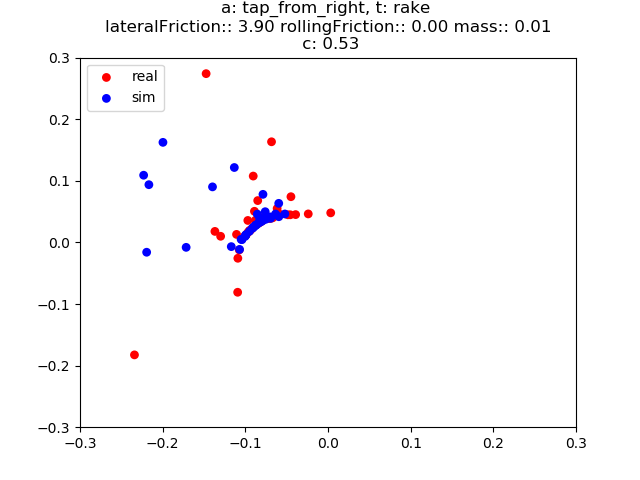 a: tap_from_right, t: rake
lateralFriction:: 3.90 rollingFriction:: 0.00 mass:: 0.01
c: 0.53
real
sim
0.3
0.2
0.1
0.0
−0.1
−0.2
−0.3
−0.3
−0.2
−0.1
0.0
0.1
0.2
0.3